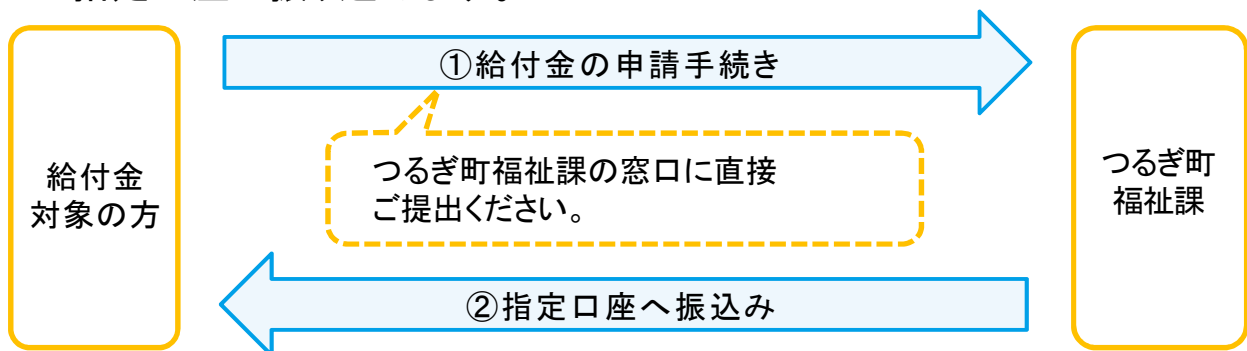 ①給付金の申請手続き
つるぎ町福祉課の窓口に直接
ご提出ください。
給付金
対象の方
つるぎ町
福祉課
②指定口座へ振込み